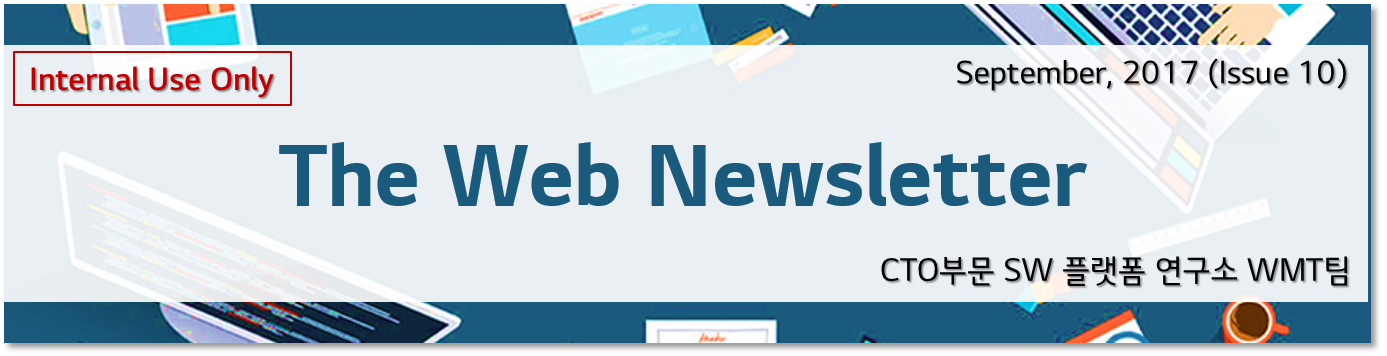 Internal Use Only
September, 2017 (Issue 10)
The Web Newsletter
CTO부문 SW 플랫폼 연구소 WMT팀